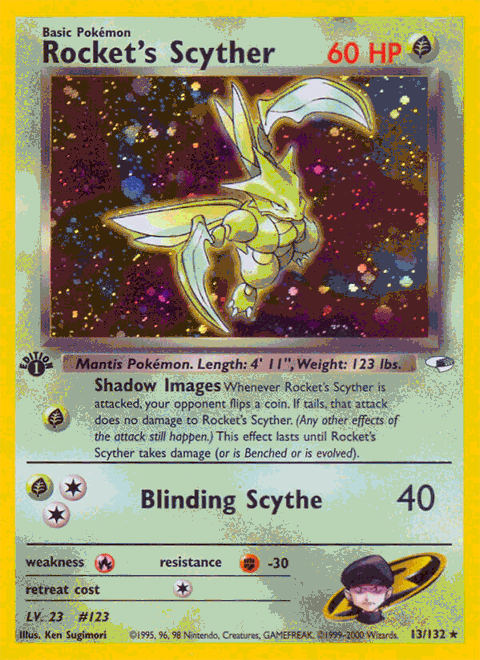 Basic Pokémon
Rocket's Scyther 60 HP
EDITION
1
Mantis Pokémon. Length: 4' 11", Weight: 123 lbs.
Shadow Images Whenever Rocket's Scyther is
attacked, your opponent flips a coin. If tails, that attack
does no damage to Rocket's Scyther. (Any other effects of
the attack still happen.) This effect lasts until Rocket's
Scyther takes damage (or is Benched or is evolved).
Blinding Scythe 40
weakness resistance -30
retreat cost
LV. 23 #123
Illus. Ken Sugimori ©1995, 96, 98 Nintendo, Creatures, GAMEFREAK. ©1999-2000 Wizards. 13/132 ★